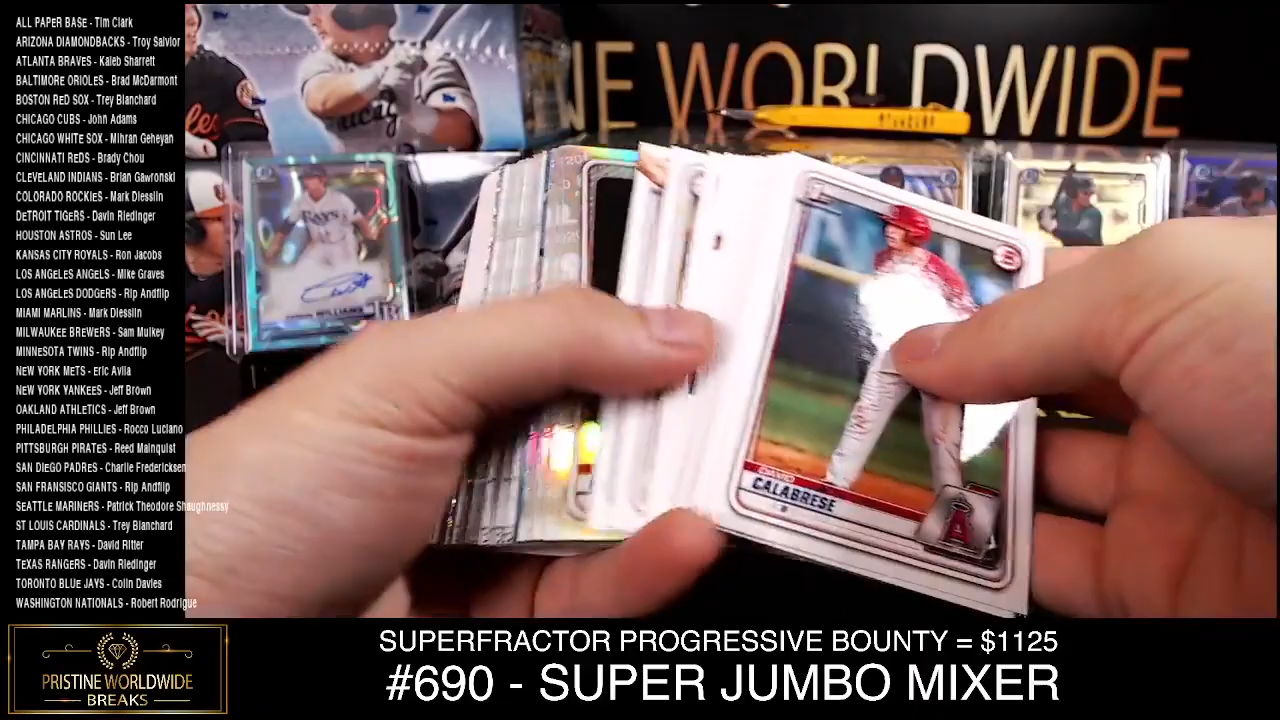 ALL PAPER BASE - Tim Clark
ARIZONA DIAMONDBACKS - Troy Salvior
ATLANTA BRAVES - Kaleb Sharrett
BALTIMORE ORIOLES - Brad McDarmont
BOSTON RED SOX - Trey Blanchard
CHICAGO CUBS - John Adams
CHICAGO WHITE SOX - Mihran Geheyan
CINCINNATI REDS - Brady Chou
CLEVELAND INDIANS - Brian Gawronski
COLORADO ROCKIES - Mark Diesslin
DETROIT TIGERS - Davin Riedinger
HOUSTON ASTROS - Sun Lee
KANSAS CITY ROYALS - Ron Jacobs
LOS ANGELES ANGELS - Mike Graves
LOS ANGELES DODGERS - Rip Andflip
MIAMI MARLINS - Mark Diesslin
MILWAUKEE BREWERS - Sam Mulkey
MINNESOTA TWINS - Rip Andflip
NEW YORK METS - Eric Avila
NEW YORK YANKEES - Jeff Brown
OAKLAND ATHLETICS - Jeff Brown
PHILADELPHIA PHILLIES - Rocco Luciano
PITTSBURGH PIRATES - Reed Mainquist
SAN DIEGO PADRES - Charlie Fredericksen
SAN FRANSISCO GIANTS - Rip Andflip
SEATTLE MARINERS - Patrick Theodore Shaughnessy
ST LOUIS CARDINALS - Trey Blanchard
TAMPA BAY RAYS - David Ritter
TEXAS RANGERS - Davin Riedinger
TORONTO BLUE JAYS - Colin Davies
WASHINGTON NATIONALS - Robert Rodrigue
WORLDWIDE
RAYS
WILLIAMS
CALABRESE
A
PRISTINE WORLDWIDE
BREAKS
SUPERFRACTOR PROGRESSIVE BOUNTY = $1125
#690 - SUPER JUMBO MIXER